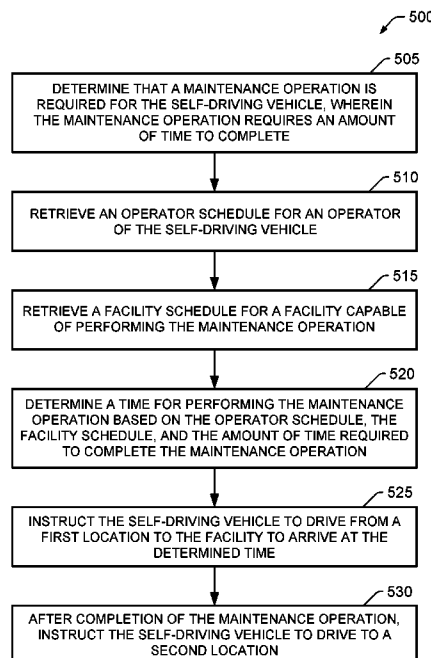 500
505
DETERMINE THAT A MAINTENANCE OPERATION IS
REQUIRED FOR THE SELF-DRIVING VEHICLE, WHEREIN
THE MAINTENANCE OPERATION REQUIRES AN AMOUNT
OF TIME TO COMPLETE
510
RETRIEVE AN OPERATOR SCHEDULE FOR AN OPERATOR
OF THE SELF-DRIVING VEHICLE
515
RETRIEVE A FACILITY SCHEDULE FOR A FACILITY CAPABLE
OF PERFORMING THE MAINTENANCE OPERATION
520
DETERMINE A TIME FOR PERFORMING THE MAINTENANCE
OPERATION BASED ON THE OPERATOR SCHEDULE, THE
FACILITY SCHEDULE, AND THE AMOUNT OF TIME REQUIRED
TO COMPLETE THE MAINTENANCE OPERATION
525
INSTRUCT THE SELF-DRIVING VEHICLE TO DRIVE FROM A
FIRST LOCATION TO THE FACILITY TO ARRIVE AT THE
DETERMINED TIME
530
AFTER COMPLETION OF THE MAINTENANCE OPERATION,
INSTRUCT THE SELF-DRIVING VEHICLE TO DRIVE TO A
SECOND LOCATION